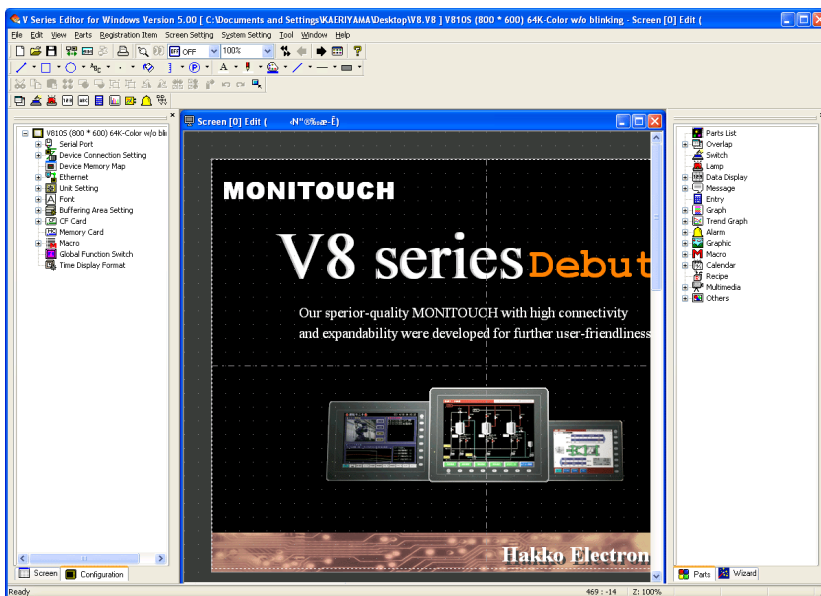 V Series Editor for Windows Version 5.00 [ C:\Documents and Settings\KAERIYAMA\Desktop\V8.V8 ] V810S (800 * 600) 64K-Color w/o blinking - Screen [0] Edit (
File Edit View Parts Registration Item Screen Setting System Setting Tool Window Help
OFF 100%
Screen [0] Edit (
V810S (800 * 600) 64K-Color w/o bli
Serial Port
Device Connection Setting
Device Memory Map
Ethernet
Unit Setting
Font
Buffering Area Setting
CF Card
Memory Card
Macro
Global Function Switch
Time Display Format
Screen Configuration
MONITOUCH
V8 series Debut
Our sperior-quality MONITOUCH with high connectivity
and expandability were developed for further user-friendliness
Hakko Electron
Parts List
Overlap
Switch
Lamp
Data Display
Message
Entry
Graph
Trend Graph
Alarm
Graphic
Macro
Calendar
Recipe
Multimedia
Others
Parts Wizard
Ready 469 : -14 Z: 100%